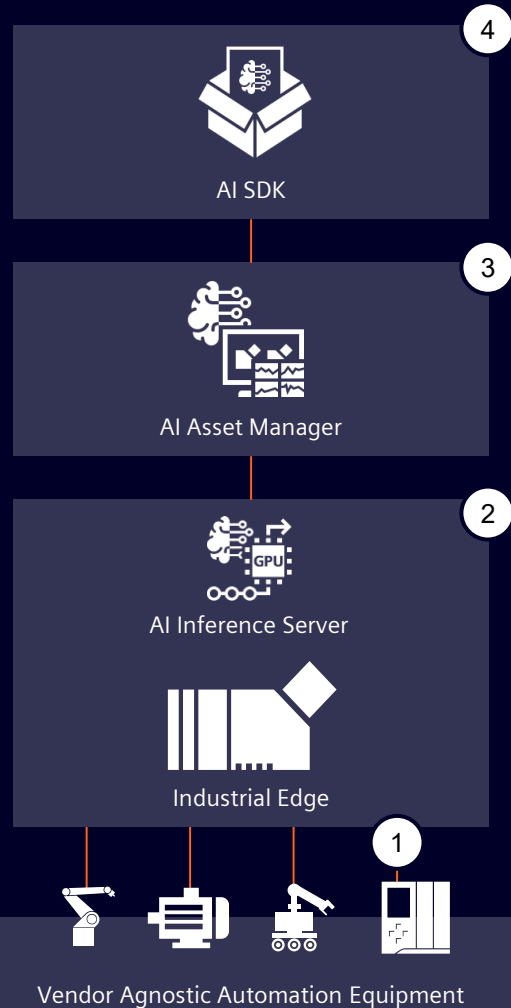 4
AI SDK
3
AI Asset Manager
2
GPU
AI Inference Server
Industrial Edge
1
Vendor Agnostic Automation Equipment